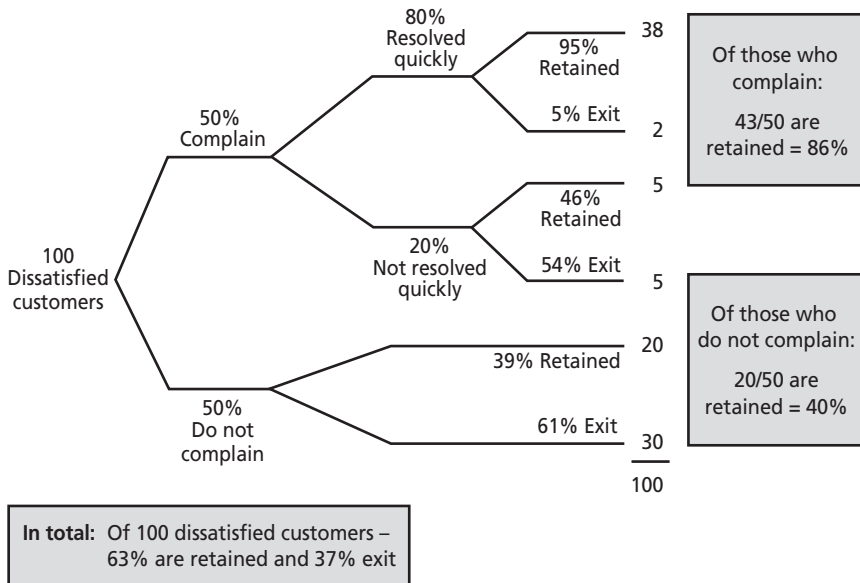 100
Dissatisfied
customers
50%
Complain
80%
Resolved
quickly
95%
Retained
38
5% Exit
2
20%
Not resolved
quickly
46%
Retained
5
54% Exit
5
50%
Do not
complain
39% Retained
20
61% Exit
30
100
Of those who
complain:
43/50 are
retained = 86%
Of those who
do not complain:
20/50 are
retained = 40%
In total: Of 100 dissatisfied customers –
63% are retained and 37% exit